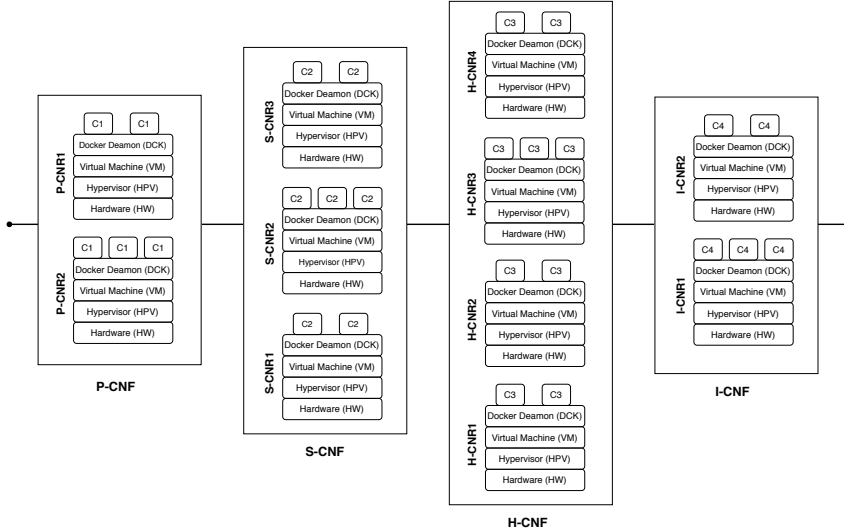 C1 C1
P-CNR1
Docker Deamon (DCK)
Virtual Machine (VM)
Hypervisor (HPV)
Hardware (HW)
C1 C1 C1
P-CNR2
Docker Deamon (DCK)
Virtual Machine (VM)
Hypervisor (HPV)
Hardware (HW)
P-CNF
C2 C2
S-CNR3
Docker Deamon (DCK)
Virtual Machine (VM)
Hypervisor (HPV)
Hardware (HW)
C2 C2 C2
S-CNR2
Docker Deamon (DCK)
Virtual Machine (VM)
Hypervisor (HPV)
Hardware (HW)
C2 C2
S-CNR1
Docker Deamon (DCK)
Virtual Machine (VM)
Hypervisor (HPV)
Hardware (HW)
S-CNF
C3 C3
H-CNR4
Docker Deamon (DCK)
Virtual Machine (VM)
Hypervisor (HPV)
Hardware (HW)
C3 C3 C3
H-CNR3
Docker Deamon (DCK)
Virtual Machine (VM)
Hypervisor (HPV)
Hardware (HW)
C3 C3
H-CNR2
Docker Deamon (DCK)
Virtual Machine (VM)
Hypervisor (HPV)
Hardware (HW)
C3 C3
H-CNR1
Docker Deamon (DCK)
Virtual Machine (VM)
Hypervisor (HPV)
Hardware (HW)
H-CNF
C4 C4
I-CNR2
Docker Deamon (DCK)
Virtual Machine (VM)
Hypervisor (HPV)
Hardware (HW)
C4 C4 C4
I-CNR1
Docker Deamon (DCK)
Virtual Machine (VM)
Hypervisor (HPV)
Hardware (HW)
I-CNF